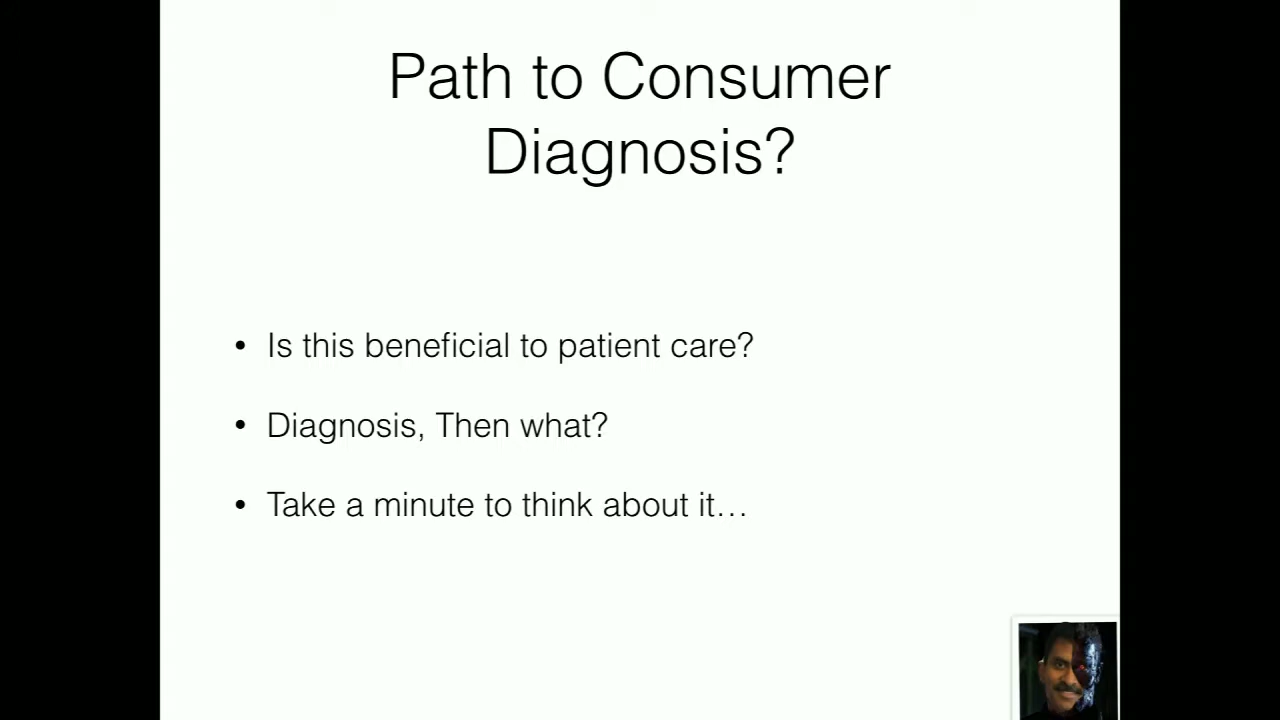 Path to Consumer
Diagnosis?
• Is this beneficial to patient care?
• Diagnosis, Then what?
• Take a minute to think about it…